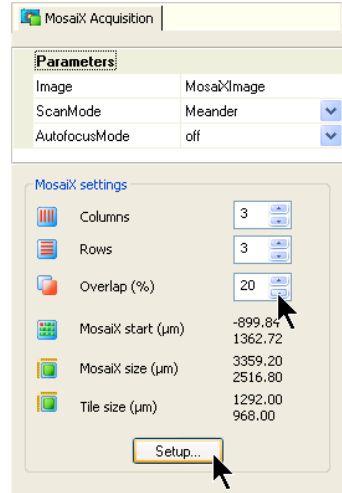 MosaiX Acquisition
Parameters
Image MosaiXImage
ScanMode Meander
AutofocusMode off
MosaiX settings
Columns 3
Rows 3
Overlap (%) 20
MosaiX start (µm) -899.84
1362.72
MosaiX size (µm) 3359.20
2516.80
Tile size (µm) 1292.00
968.00
Setup...